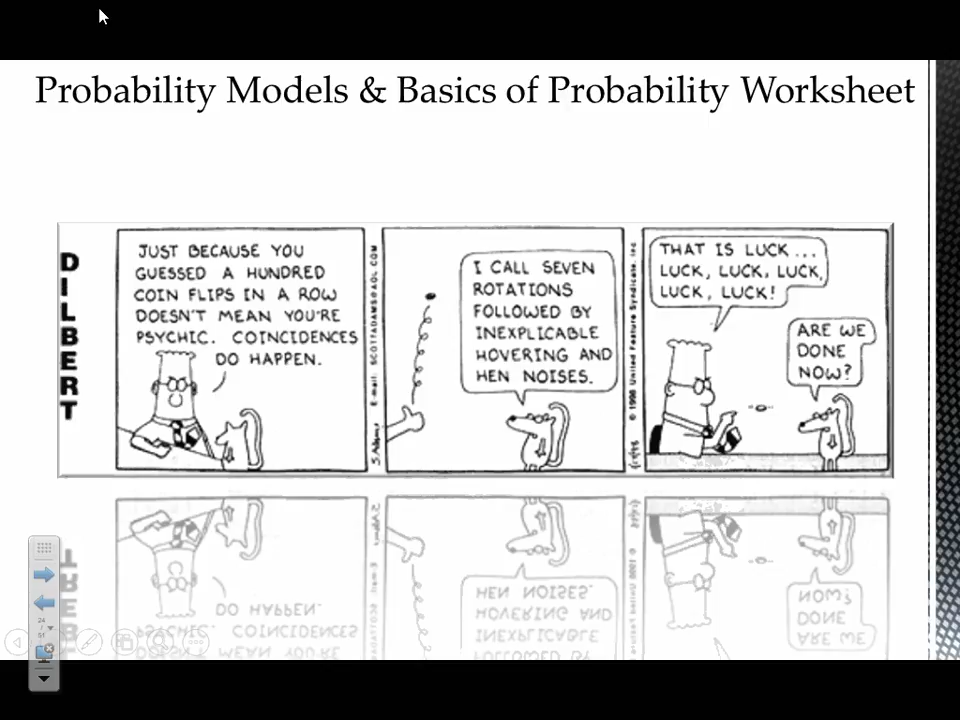 Probability Models & Basics of Probability Worksheet
DILBERT
JUST BECAUSE YOU
GUESSED A HUNDRED
COIN FLIPS IN A ROW
DOESN'T MEAN YOU'RE
PSYCHIC. COINCIDENCES
DO HAPPEN.
S.Adams E-mail: SCOTTADAMS@AOL.COM
I CALL SEVEN
ROTATIONS
FOLLOWED BY
INEXPLICABLE
HOVERING AND
HEN NOISES.
© 1998 United Feature Syndicate, Inc.
THAT IS LUCK...
LUCK, LUCK, LUCK,
LUCK, LUCK!
ARE WE
DONE
NOW?
24
/
51